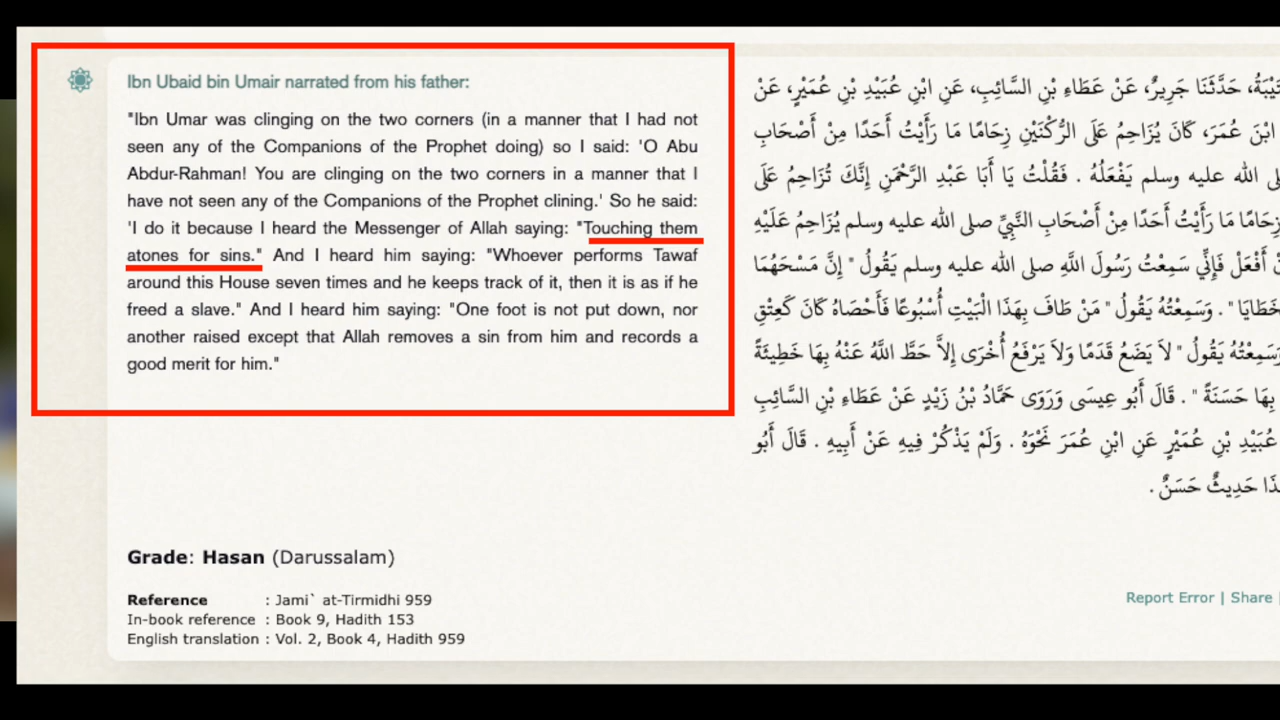 Ibn Ubaid bin Umair narrated from his father:
"Ibn Umar was clinging on the two corners (in a manner that I had not
seen any of the Companions of the Prophet doing) so I said: 'O Abu
Abdur-Rahman! You are clinging on the two corners in a manner that I
have not seen any of the Companions of the Prophet clining.' So he said:
'I do it because I heard the Messenger of Allah saying: "Touching them
atones for sins." And I heard him saying: "Whoever performs Tawaf
around this House seven times and he keeps track of it, then it is as if he
freed a slave." And I heard him saying: "One foot is not put down, nor
another raised except that Allah removes a sin from him and records a
good merit for him."
تَيْبَةُ، حَدَّثَنَا جَرِيرٌ، عَنْ عَطَاءِ بْنِ السَّائِبِ، عَنِ ابْنِ عُبَيْدِ بْنِ عُمَيْرٍ، عَنْ
ابْنَ عُمَرَ، كَانَ يُزَاحِمُ عَلَى الرُّكْنَيْنِ زِحَامًا مَا رَأَيْتُ أَحَدًا مِنْ أَصْحَابِ
لى الله عليه وسلم يَفْعَلُهُ . فَقُلْتُ يَا أَبَا عَبْدِ الرَّحْمَنِ إِنَّكَ تُزَاحِمُ عَلَى
زِحَامًا مَا رَأَيْتُ أَحَدًا مِنْ أَصْحَابِ النَّبِيِّ صلى الله عليه وسلم يُزَاحِمُ عَلَيْهِ
نْ أَفْعَلْ فَإِنِّي سَمِعْتُ رَسُولَ اللَّهِ صلى الله عليه وسلم يَقُولُ " إِنَّ مَسْحَهُمَا
خَطَايَا " . وَسَمِعْتُهُ يَقُولُ " مَنْ طَافَ بِهَذَا الْبَيْتِ أُسْبُوعًا فَأَحْصَاهُ كَانَ كَعِتْقِ
سَمِعْتُهُ يَقُولُ " لاَ يَضَعُ قَدَمًا وَلاَ يَرْفَعُ أُخْرَى إِلاَّ حَطَّ اللَّهُ عَنْهُ بِهَا خَطِيئَةً
بِهَا حَسَنَةً " . قَالَ أَبُو عِيسَى وَرَوَى حَمَّادُ بْنُ زَيْدٍ عَنْ عَطَاءِ بْنِ السَّائِبِ
عُبَيْدِ بْنِ عُمَيْرٍ عَنِ ابْنِ عُمَرَ نَحْوَهُ . وَلَمْ يَذْكُرْ فِيهِ عَنْ أَبِيهِ . قَالَ أَبُو
ذَا حَدِيثٌ حَسَنٌ .
Grade: Hasan (Darussalam)
Reference : Jami` at-Tirmidhi 959
In-book reference : Book 9, Hadith 153
English translation : Vol. 2, Book 4, Hadith 959
Report Error | Share |